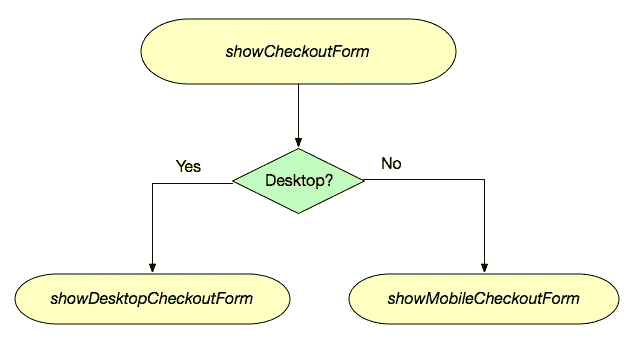 showCheckoutForm
Yes
No
Desktop?
showDesktopCheckoutForm
showMobileCheckoutForm